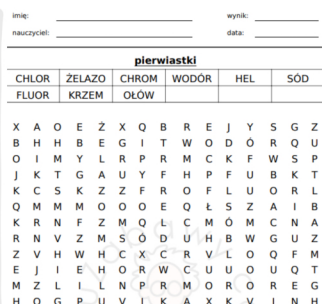 imię: wynik:
nauczyciel: data:
pierwiastki
CHLOR ŻELAZO CHROM WODÓR HEL SÓD
FLUOR KRZEM OŁÓW
X A O E Ż X Q B R E J Y S G Z
B H H B E G I T W O D Ó R Q U
O I M Y L R P R M C K F W S P
J K T G A U Y F H P F U B K T
K C S K Z Z F R O F L U O R L
Q M M M O O O E Q Ł S Z A I B
K R N F Z M Q L C M Ó M C N A
R N V Z M S Ó D U H B W G U Z
Z V H W H C X C R V L O Q F M
E J I E H O R W C U U O U Q T
M Z L I L N P R M O R O R E G
H O G P U V I X A X K J I N H